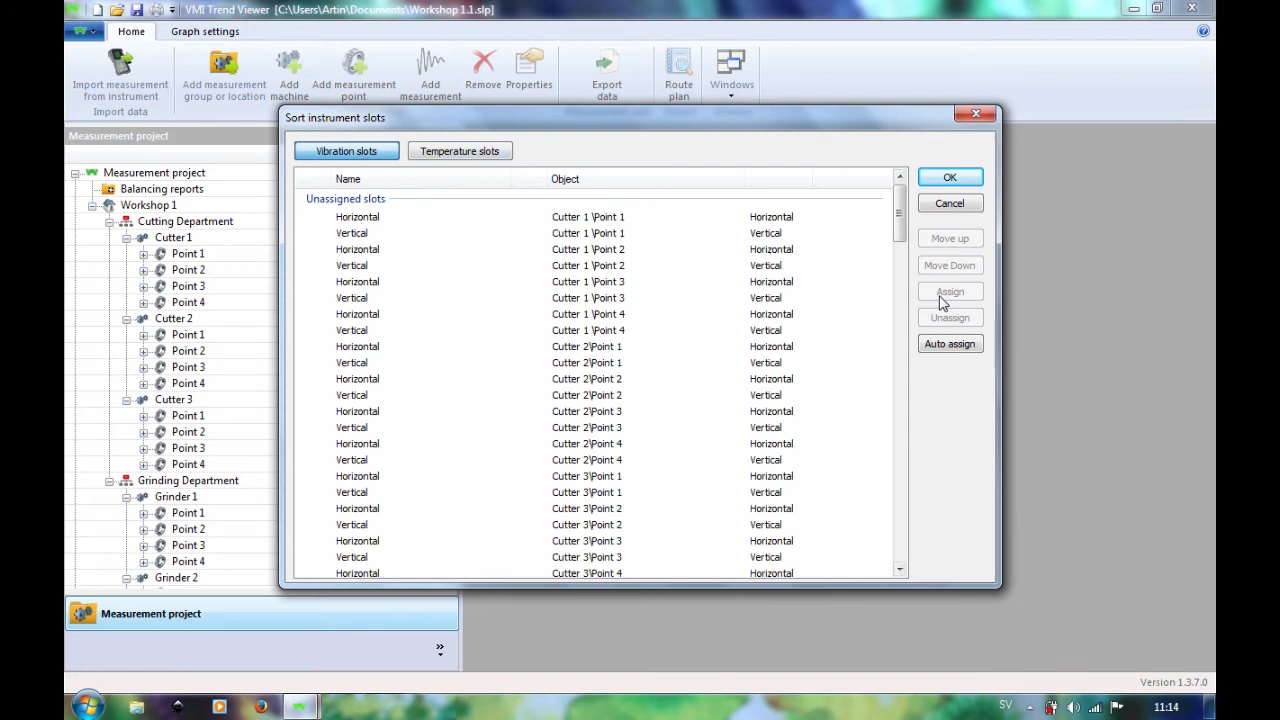 VMI Trend Viewer [C:\Users\Artin\Documents\Workshop 1.1.slp]
Home Graph settings
Import measurement from instrument
Add measurement group or location
Add machine
Add measurement point
Add measurement
Remove
Properties
Export data
Route plan
Windows
Import data
Measurement project
Measurement project
Balancing reports
Workshop 1
Cutting Department
Cutter 1
Point 1
Point 2
Point 3
Point 4
Cutter 2
Point 1
Point 2
Point 3
Point 4
Cutter 3
Point 1
Point 2
Point 3
Point 4
Grinding Department
Grinder 1
Point 1
Point 2
Point 3
Point 4
Grinder 2
Measurement project
Sort instrument slots
Vibration slots Temperature slots
Name Object
Unassigned slots
Horizontal Cutter 1 \Point 1 Horizontal
Vertical Cutter 1 \Point 1 Vertical
Horizontal Cutter 1 \Point 2 Horizontal
Vertical Cutter 1 \Point 2 Vertical
Horizontal Cutter 1 \Point 3 Horizontal
Vertical Cutter 1 \Point 3 Vertical
Horizontal Cutter 1 \Point 4 Horizontal
Vertical Cutter 1 \Point 4 Vertical
Horizontal Cutter 2\Point 1 Horizontal
Vertical Cutter 2\Point 1 Vertical
Horizontal Cutter 2\Point 2 Horizontal
Vertical Cutter 2\Point 2 Vertical
Horizontal Cutter 2\Point 3 Horizontal
Vertical Cutter 2\Point 3 Vertical
Horizontal Cutter 2\Point 4 Horizontal
Vertical Cutter 2\Point 4 Vertical
Horizontal Cutter 3\Point 1 Horizontal
Vertical Cutter 3\Point 1 Vertical
Horizontal Cutter 3\Point 2 Horizontal
Vertical Cutter 3\Point 2 Vertical
Horizontal Cutter 3\Point 3 Horizontal
Vertical Cutter 3\Point 3 Vertical
Horizontal Cutter 3\Point 4 Horizontal
OK
Cancel
Move up
Move Down
Assign
Unassign
Auto assign
Version 1.3.7.0
SV 11:14